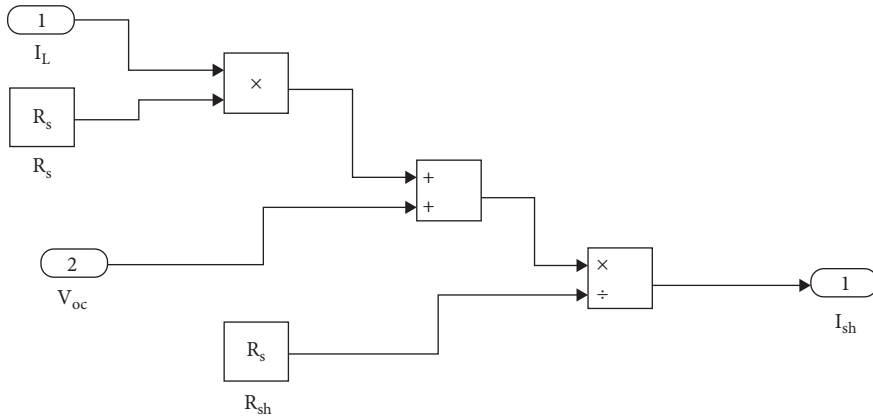 1
I_L
×
R_s
R_s
+
+
2
V_oc
×
÷
1
I_sh
R_s
R_sh